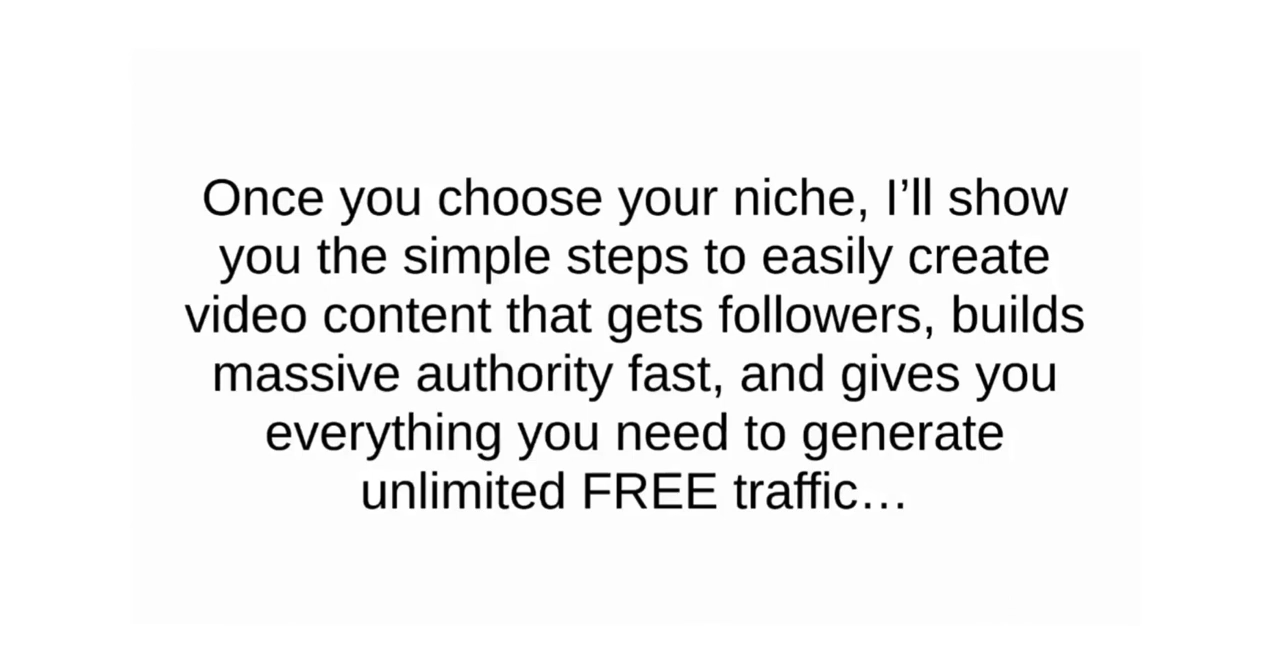 Once you choose your niche, I’ll show
you the simple steps to easily create
video content that gets followers, builds
massive authority fast, and gives you
everything you need to generate
unlimited FREE traffic…